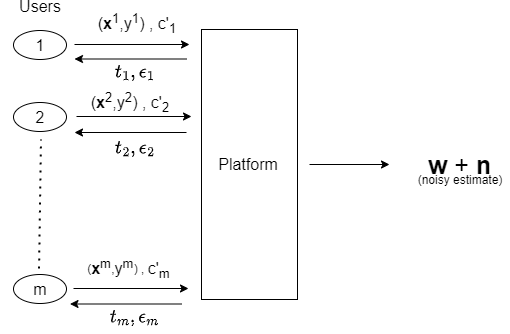 Users
1
(x¹,y¹) , c'₁
t₁, ϵ₁
2
(x²,y²) , c'₂
t₂, ϵ₂
Platform
w + n
(noisy estimate)
m
(xᵐ,yᵐ) , c'ₘ
tₘ, ϵₘ